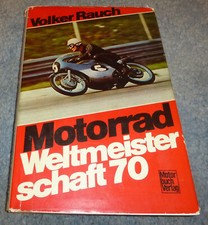 Volker Rauch
Motorrad
Weltmeister
schaft 70
Motor
buch
Verlag